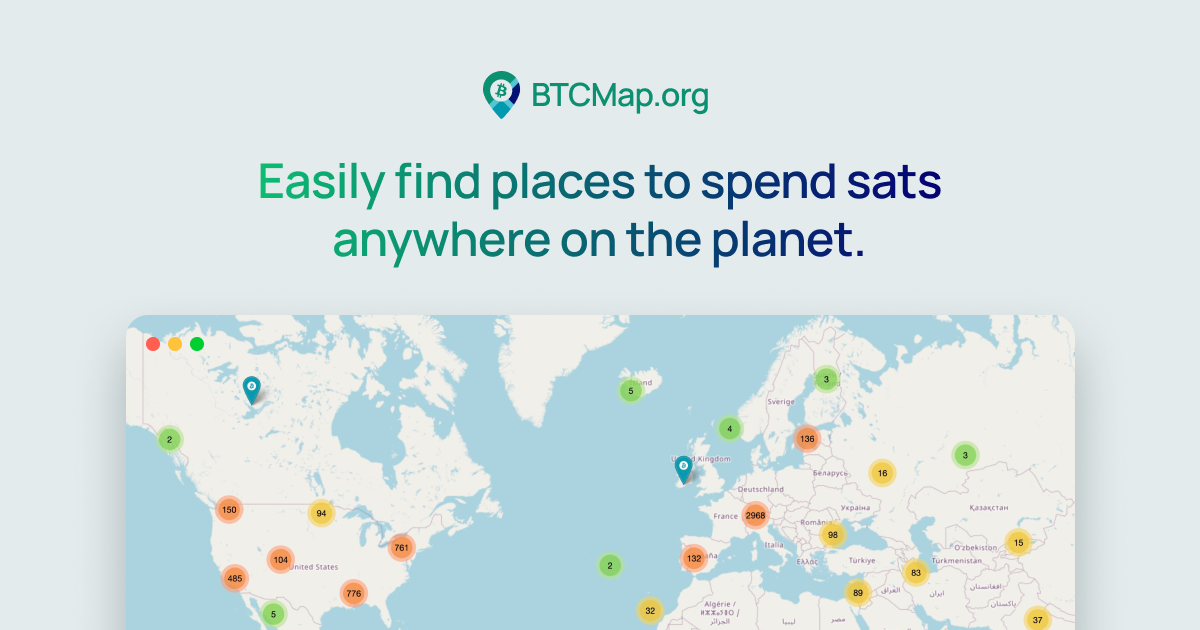 BTCMap.org
Easily find places to spend sats
anywhere on the planet.
5
3
Sverige
4
2
136
United Kingdom
3
16
Беларусь
Deutschland
150
94
France
2968
Україна
Қазақстан
98
15
761
Italia
O'zbekiston
104
United States
132
Ελλάς
Türkiye
Türkmenistan
2
83
485
776
89
العراق
ایران
افغانستان
32
Algérie /
ⵍⵣⵣⴰⵢⴻⵔ /
الجزائر
ليبيا
مصر
پاکستان
5
37